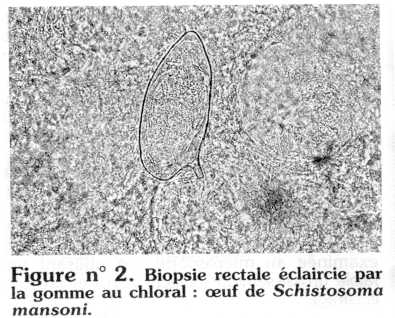 Figure n° 2. Biopsie rectale éclaircie par
la gomme au chloral : œuf de Schistosoma
mansoni.